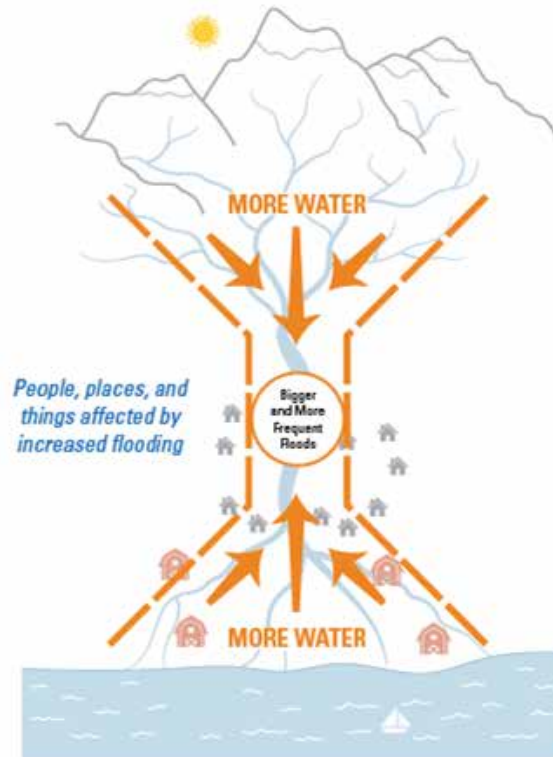 MORE WATER
People, places, and
things affected by
increased flooding
Bigger
and More
Frequent
Floods
MORE WATER